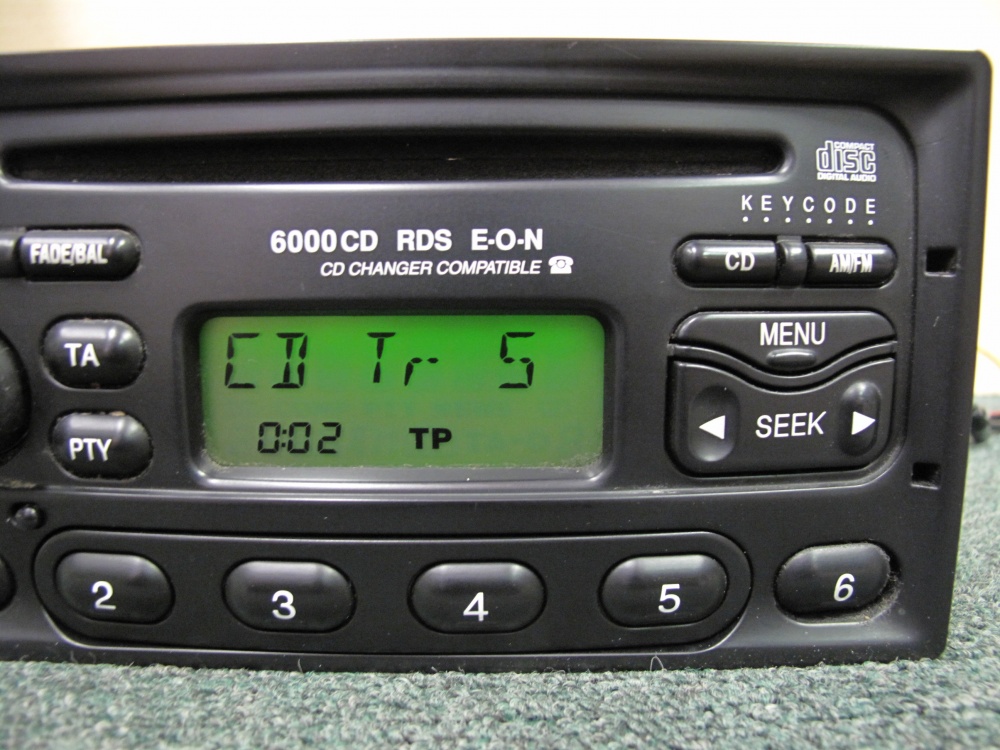 COMPACT
disc
DIGITAL AUDIO
KEYCODE
FADE/BAL
6000CD RDS E-O-N
CD AM/FM
CD CHANGER COMPATIBLE
MENU
TA
CD Tr 5
SEEK
PTY
0:02 TP
2 3 4 5 6